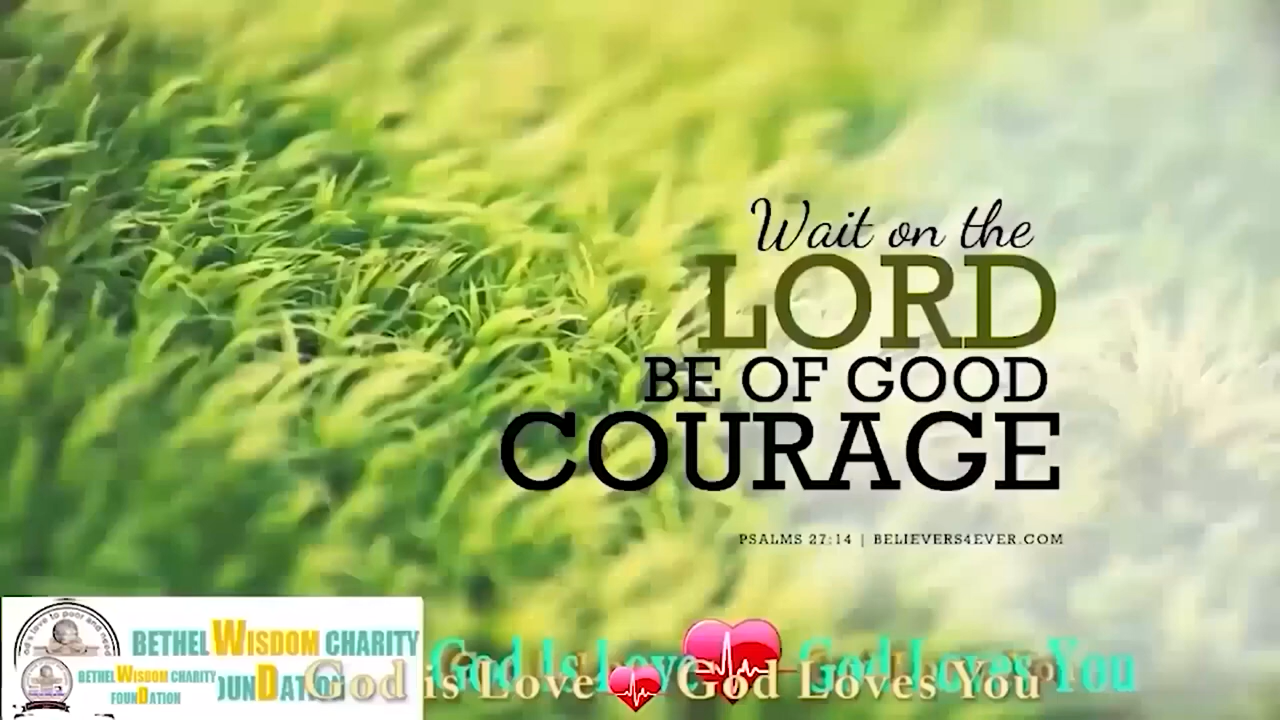 Wait on the
LORD
BE OF GOOD
COURAGE
PSALMS 27:14 | BELIEVERS4EVER.COM
BETHEL WISDOM CHARITY
God Is Love God Loves You
BETHEL WISDOM CHARITY
FOUNDATION
God is Love God Loves You